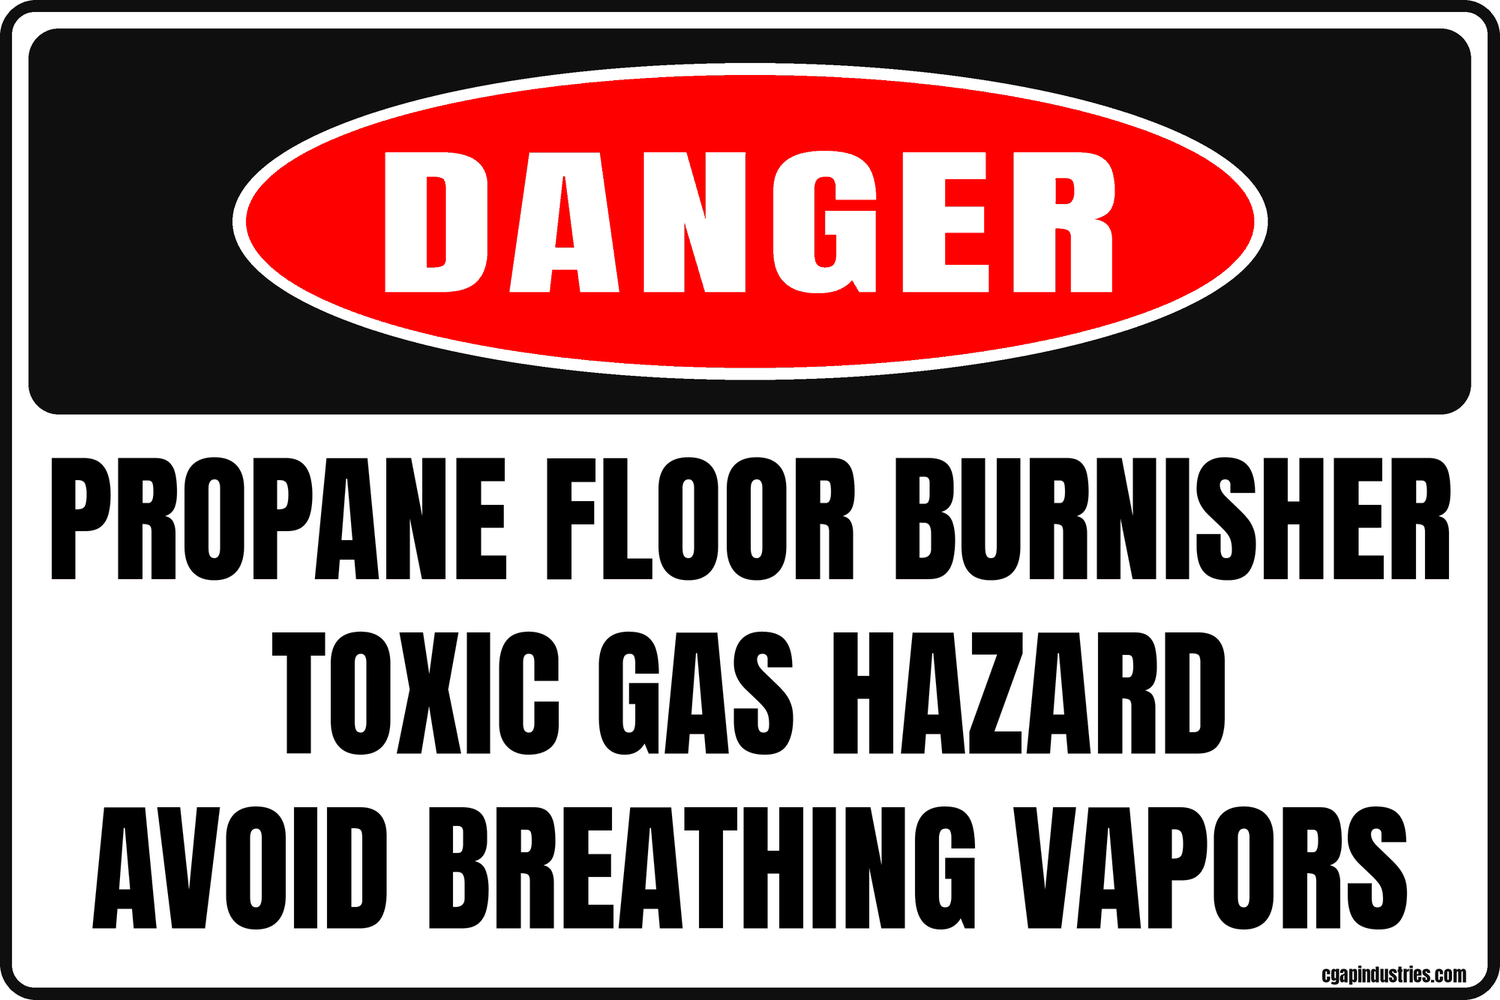 DANGER
PROPANE FLOOR BURNISHER
TOXIC GAS HAZARD
AVOID BREATHING VAPORS
cgapindustries.com